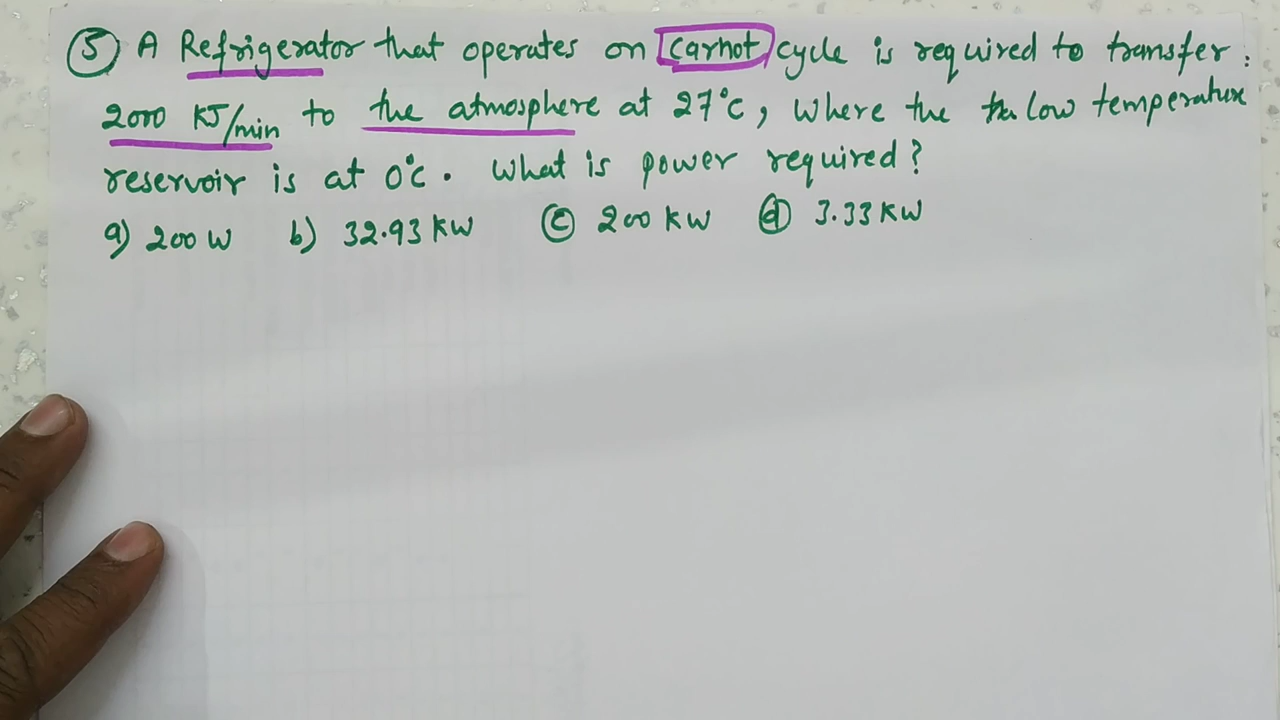 5 A Refrigerator that operates on Carnot cycle is required to transfer
2000 KJ/min to the atmosphere at 27°C, where the low temperature
reservoir is at 0°C. What is power required?
a) 200 W b) 32.93 KW c 200 KW d 3.33 KW